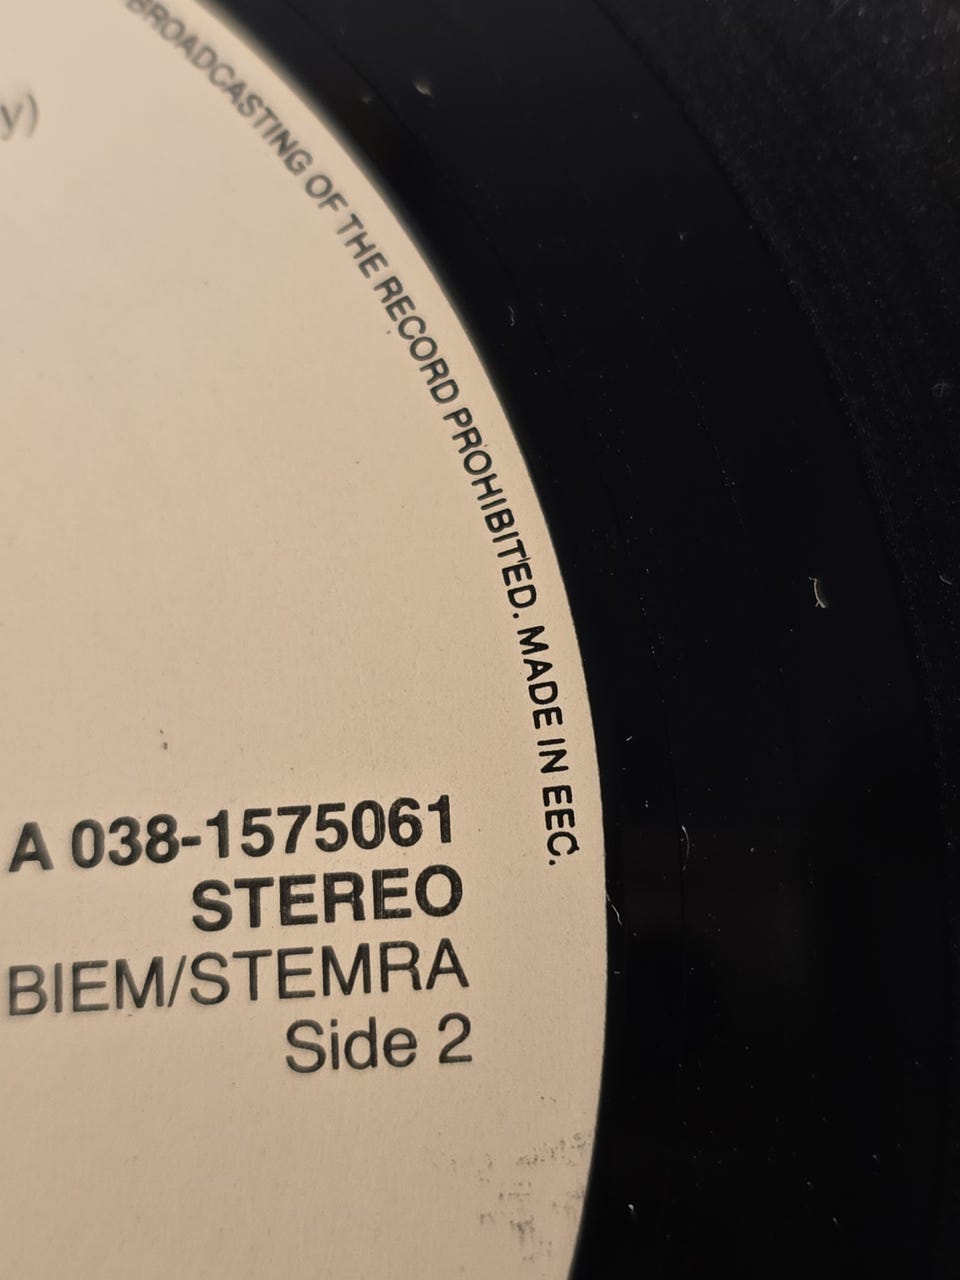 BROADCASTING OF THE RECORD PROHIBITED. MADE IN EEC.
y)
A 038-1575061
STEREO
BIEM/STEMRA
Side 2